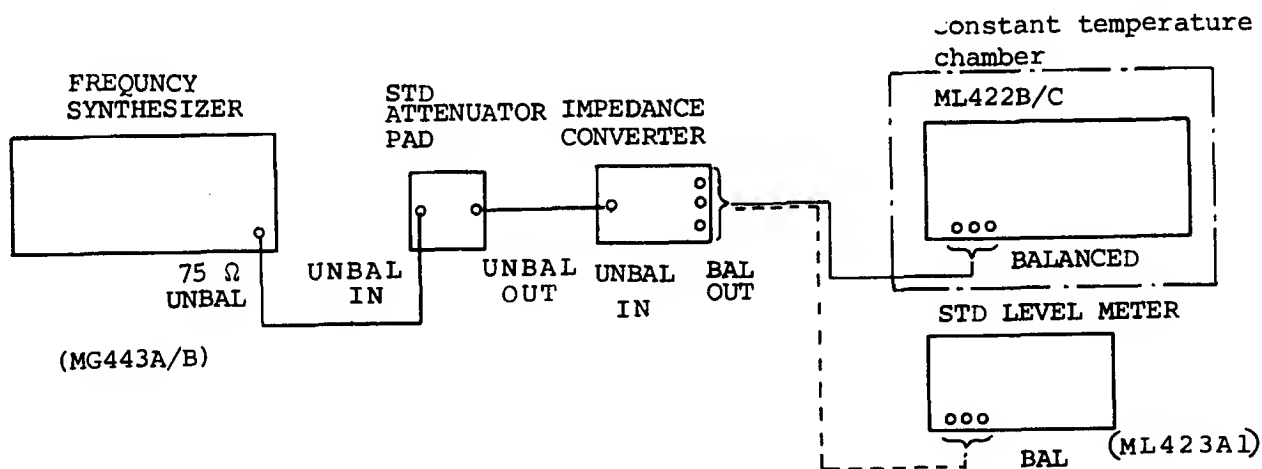 Constant temperature
chamber
FREQUNCY
SYNTHESIZER
STD
ATTENUATOR
PAD
IMPEDANCE
CONVERTER
ML422B/C
75 Ω
UNBAL
UNBAL
IN
UNBAL
OUT
UNBAL
IN
BAL
OUT
BALANCED
STD LEVEL METER
(MG443A/B)
BAL
(ML423A1)